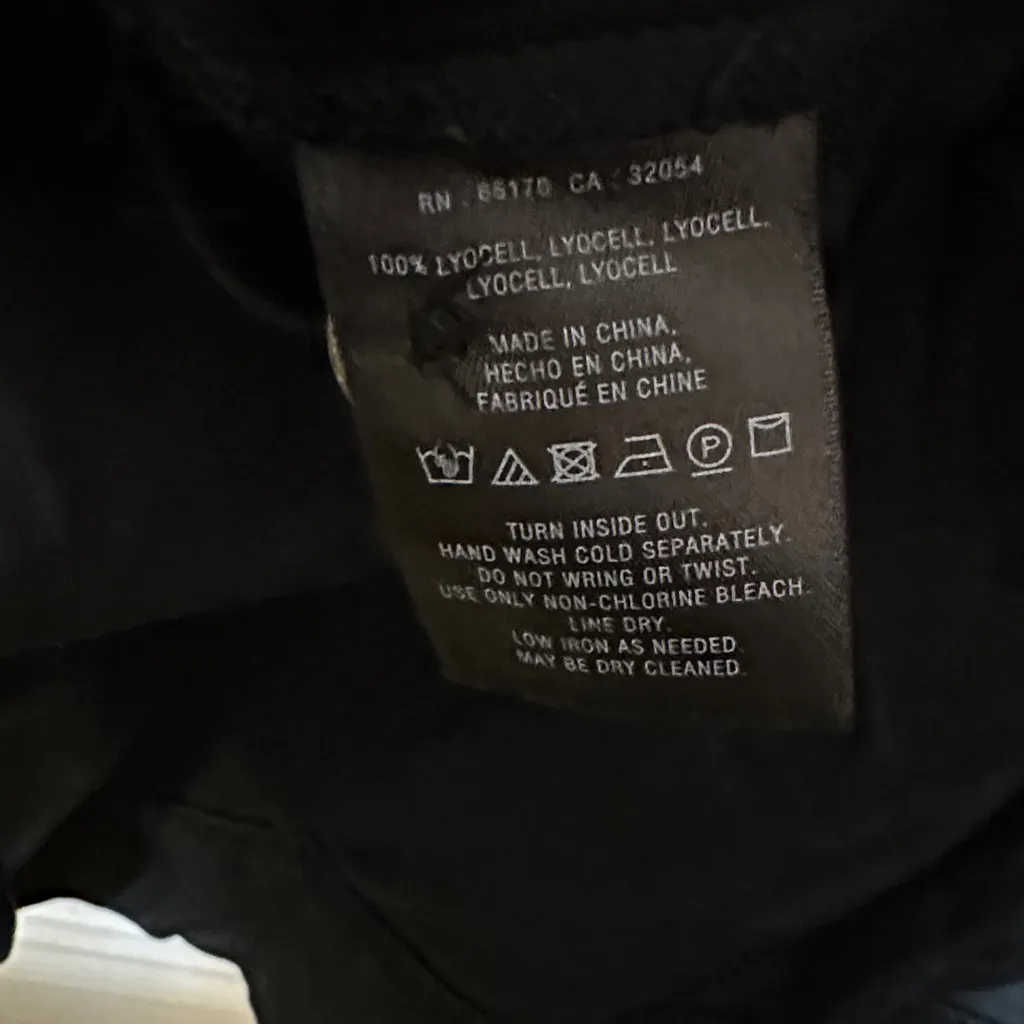 RN : 66170 CA : 32054
100% LYOCELL, LYOCELL, LYOCELL,
LYOCELL, LYOCELL
MADE IN CHINA,
HECHO EN CHINA,
FABRIQUÉ EN CHINE
P
TURN INSIDE OUT.
HAND WASH COLD SEPARATELY.
DO NOT WRING OR TWIST.
USE ONLY NON-CHLORINE BLEACH.
LINE DRY.
LOW IRON AS NEEDED.
MAY BE DRY CLEANED.